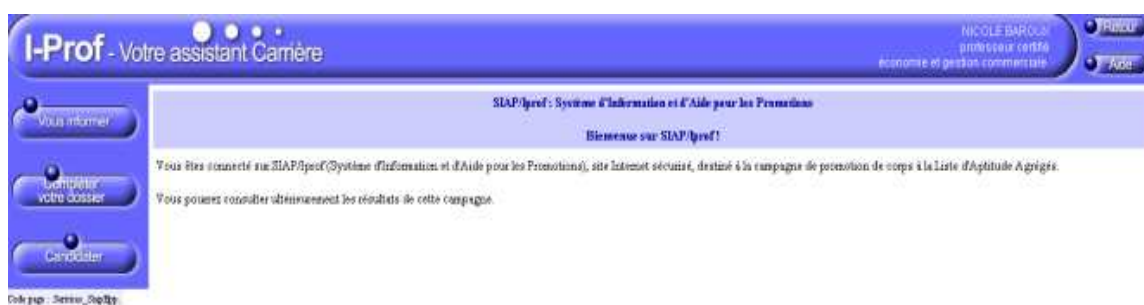 I-Prof - Votre assistant Carrière
NICOLE BAROUX
professeur certifié
économie et gestion commerciale
Retour
Aide
Vous informer
Compléter
votre dossier
Candidater
SIAP/Iprof : Système d'Information et d'Aide pour les Promotions
Bienvenue sur SIAP/Iprof !
Vous êtes connecté sur SIAP/Iprof (Système d'Information et d'Aide pour les Promotions), site Internet sécurisé, destiné à la campagne de promotion de corps à la Liste d'Aptitude Agrégés.
Vous pourrez consulter ultérieurement les résultats de cette campagne.
Code page :